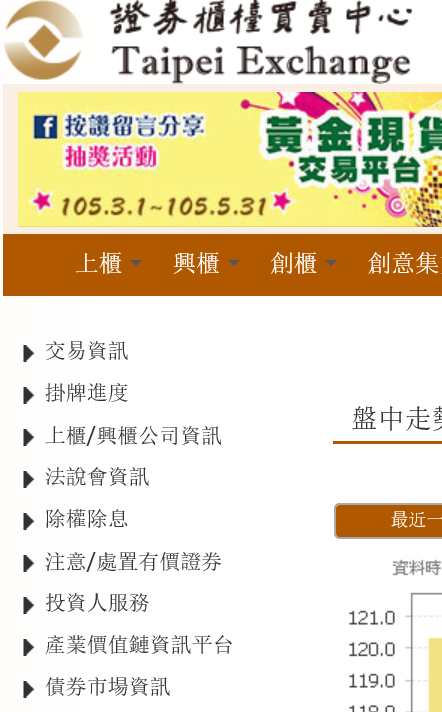 證券櫃檯買賣中心
Taipei Exchange
按讚留言分享
抽獎活動
105.3.1~105.5.31
黃金現貨
交易平台
上櫃 興櫃 創櫃 創意集
交易資訊
掛牌進度
上櫃/興櫃公司資訊
法說會資訊
除權除息
注意/處置有價證券
投資人服務
產業價值鏈資訊平台
債券市場資訊
盤中走勢
最近一
資料時
121.0
120.0
119.0
118.0